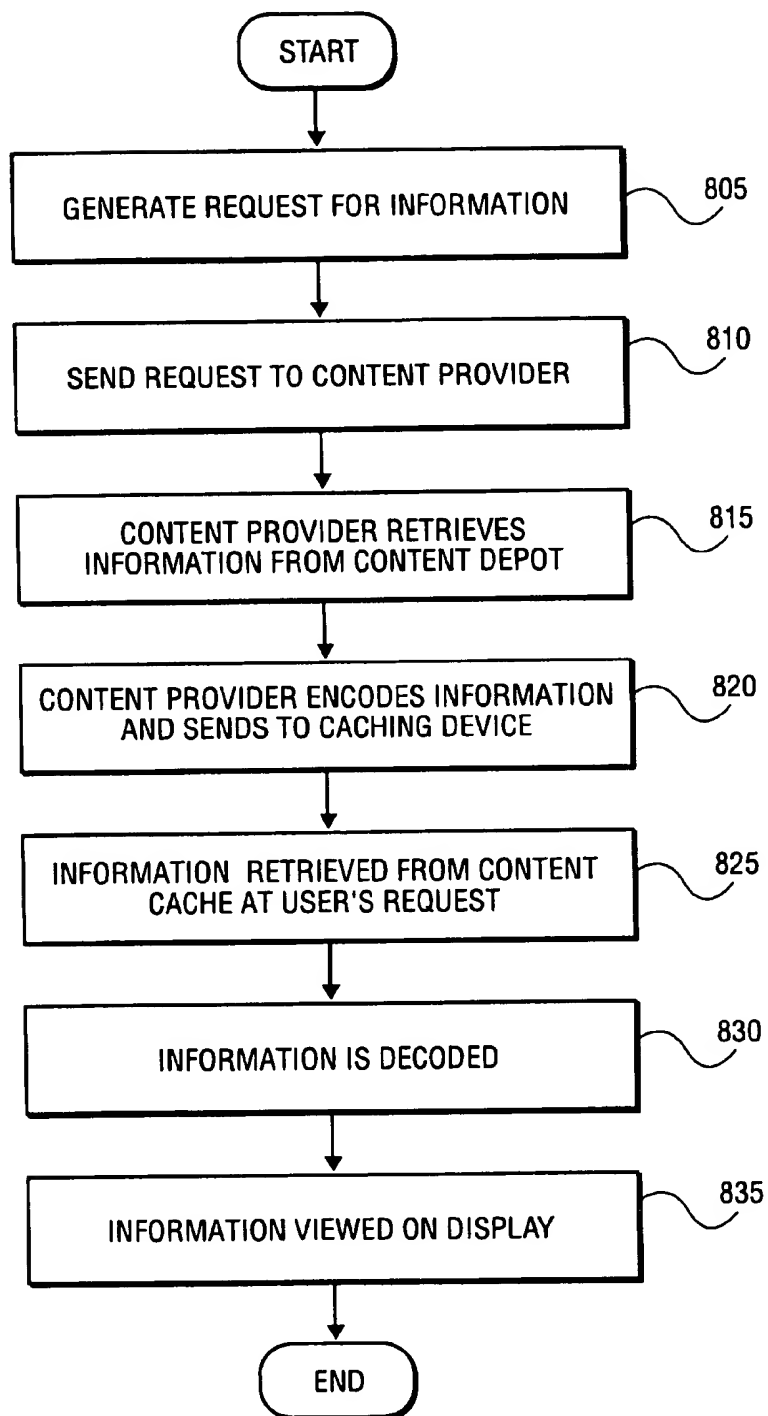 START
GENERATE REQUEST FOR INFORMATION
805
SEND REQUEST TO CONTENT PROVIDER
810
CONTENT PROVIDER RETRIEVES
INFORMATION FROM CONTENT DEPOT
815
CONTENT PROVIDER ENCODES INFORMATION
AND SENDS TO CACHING DEVICE
820
INFORMATION RETRIEVED FROM CONTENT
CACHE AT USER'S REQUEST
825
INFORMATION IS DECODED
830
INFORMATION VIEWED ON DISPLAY
835
END